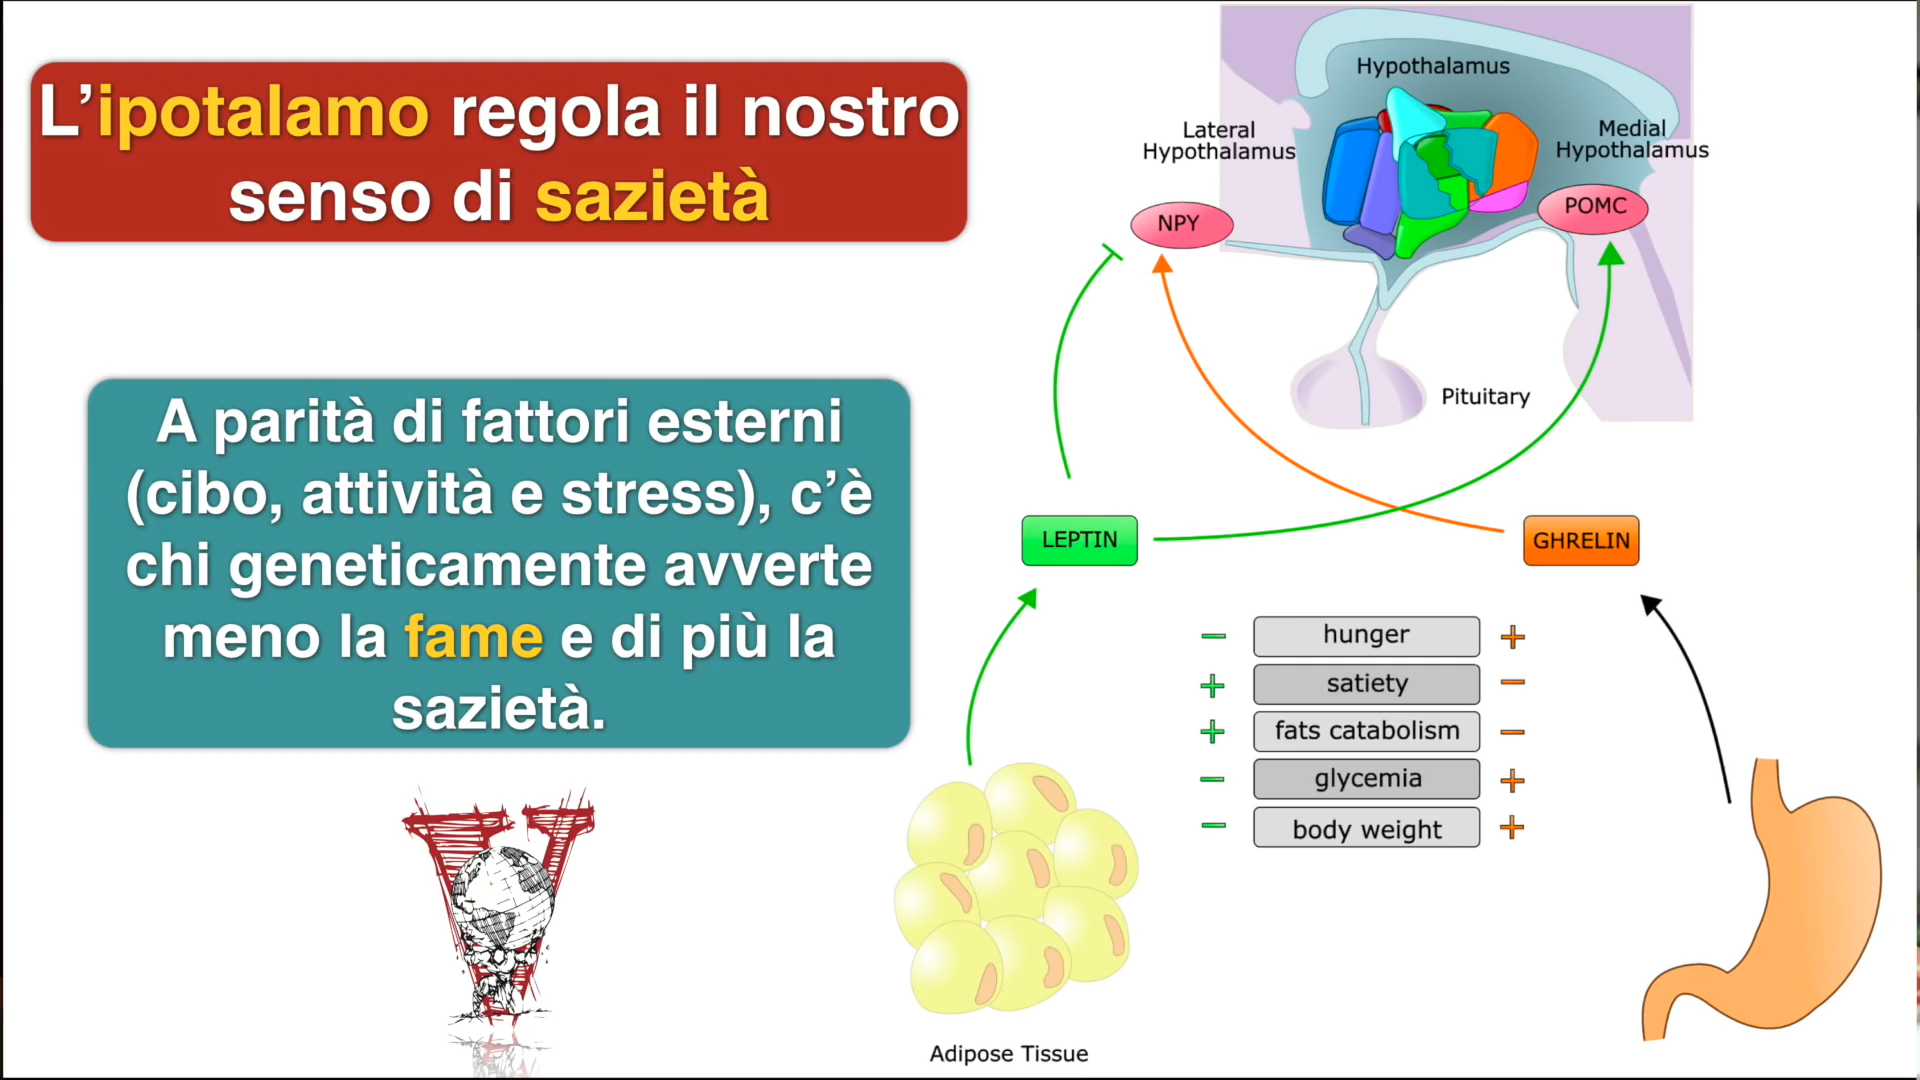 L’ipotalamo regola il nostro
senso di sazietà
A parità di fattori esterni
(cibo, attività e stress), c’è
chi geneticamente avverte
meno la fame e di più la
sazietà.
Hypothalamus
Lateral
Hypothalamus
Medial
Hypothalamus
NPY
POMC
Pituitary
LEPTIN
GHRELIN
− hunger +
+ satiety −
+ fats catabolism −
− glycemia +
− body weight +
Adipose Tissue
V